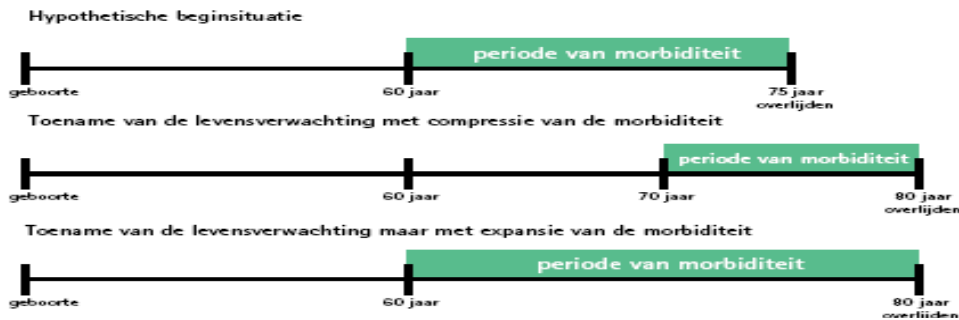 Hypothetische beginsituatie
periode van morbiditeit
geboorte 60 jaar 75 jaar
overlijden
Toename van de levensverwachting met compressie van de morbiditeit
periode van morbiditeit
geboorte 60 jaar 70 jaar 80 jaar
overlijden
Toename van de levensverwachting maar met expansie van de morbiditeit
periode van morbiditeit
geboorte 60 jaar 80 jaar
overlijden